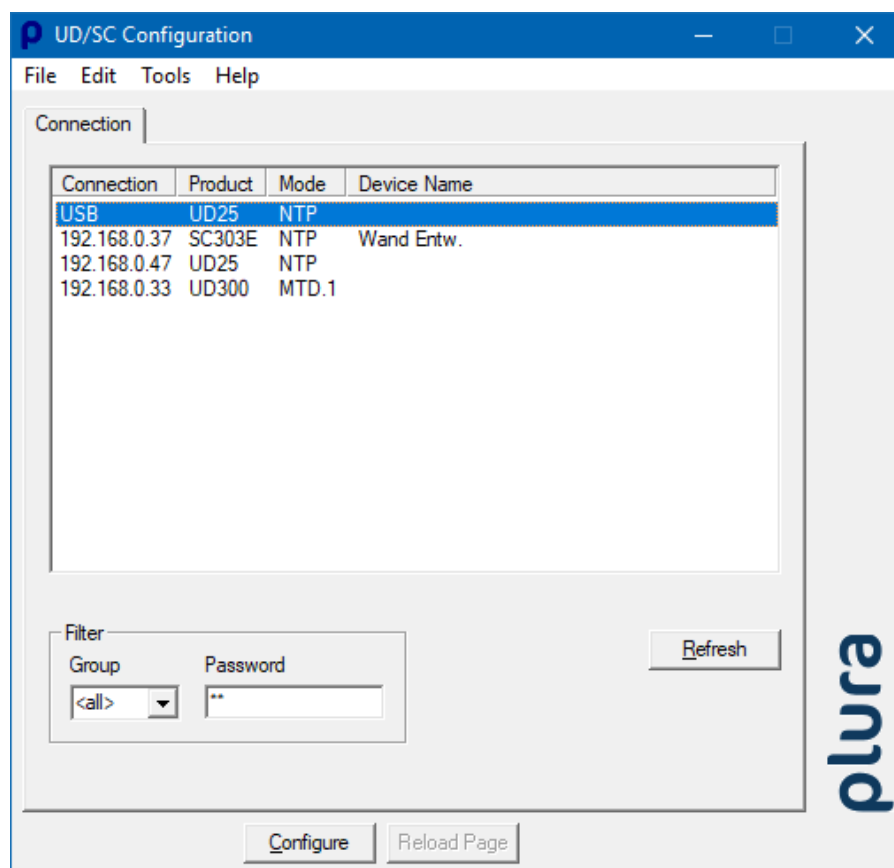 UD/SC Configuration
File Edit Tools Help
Connection
Connection Product Mode Device Name
USB UD25 NTP
192.168.0.37 SC303E NTP Wand Entw.
192.168.0.47 UD25 NTP
192.168.0.33 UD300 MTD.1
Filter
Group Password
<all> **
Refresh
plura
Configure Reload Page